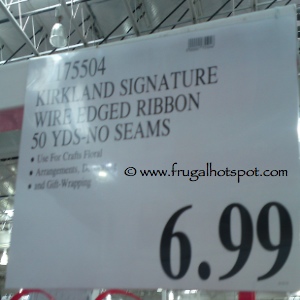 175504
KIRKLAND SIGNATURE
WIRE EDGED RIBBON
50 YDS-NO SEAMS
• Use For Crafts Floral
Arrangements,
• and Gift-Wrapping
www.frugalhotspot.com
6.99